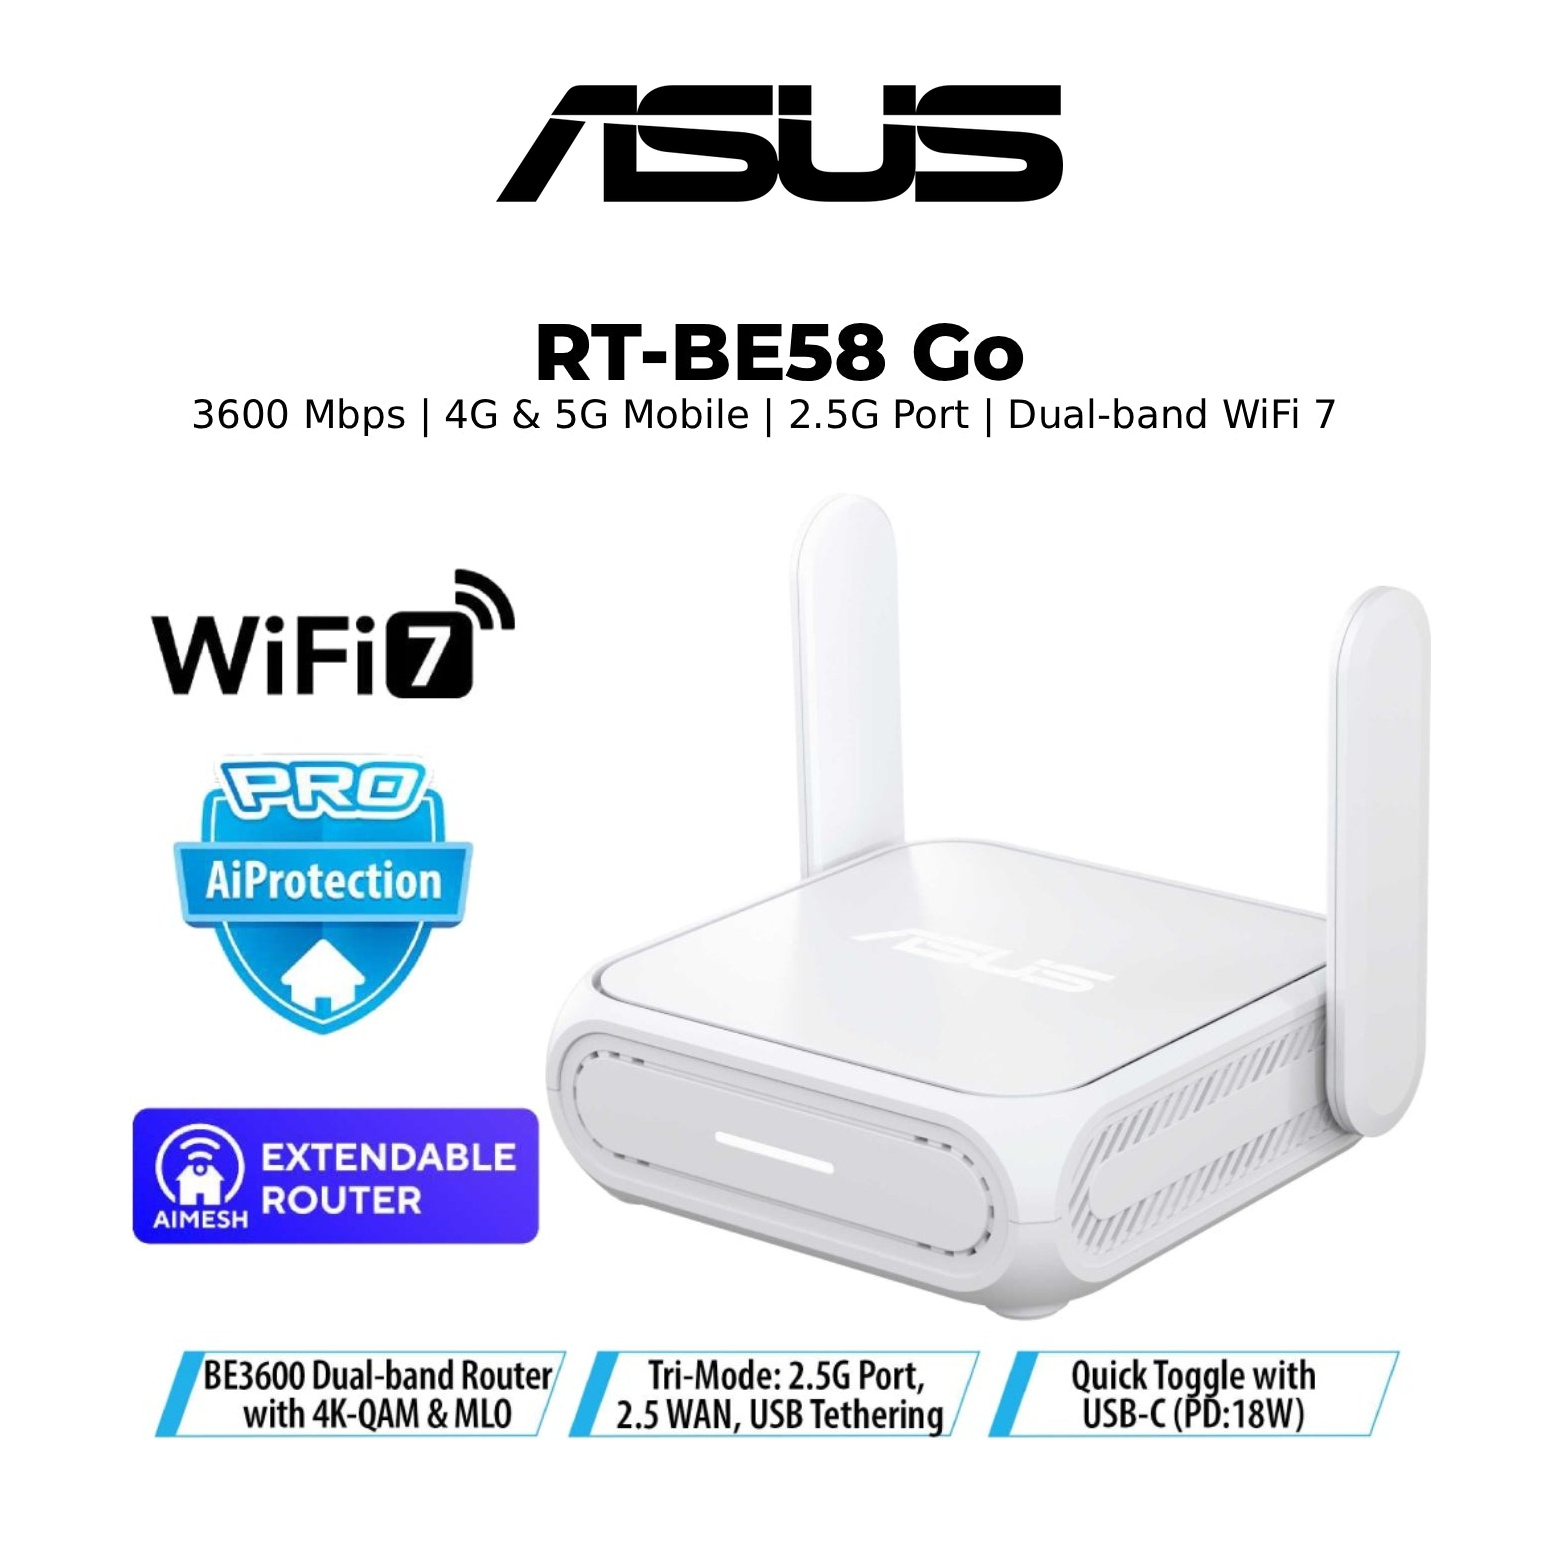 ASUS
RT-BE58 Go
3600 Mbps | 4G & 5G Mobile | 2.5G Port | Dual-band WiFi 7
WiFi 7
PRO
AiProtection
ASUS
EXTENDABLE
ROUTER
AIMESH
BE3600 Dual-band Router
with 4K-QAM & MLO
Tri-Mode: 2.5G Port,
2.5 WAN, USB Tethering
Quick Toggle with
USB-C (PD:18W)